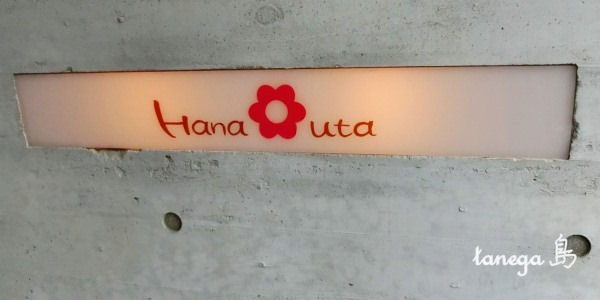 Hana uta
tanega 島